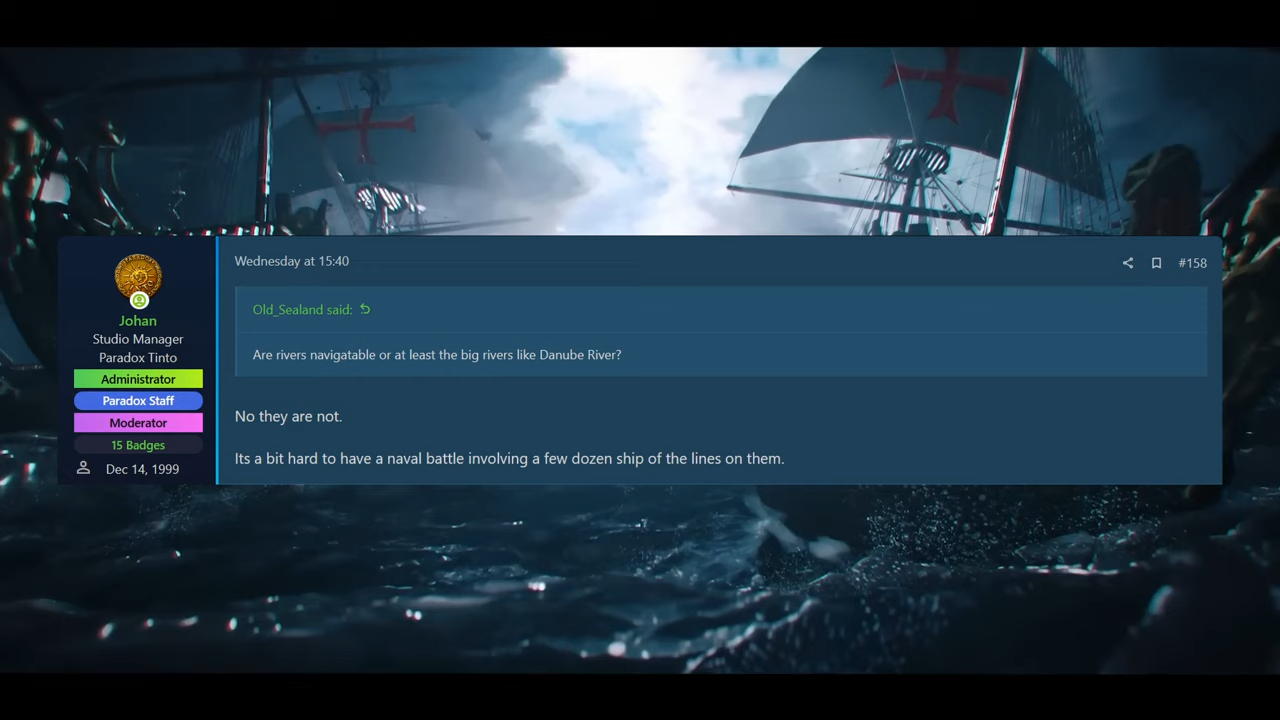 Johan
Studio Manager
Paradox Tinto
Administrator
Paradox Staff
Moderator
15 Badges
Dec 14, 1999
Wednesday at 15:40
#158
Old_Sealand said:
Are rivers navigatable or at least the big rivers like Danube River?
No they are not.
Its a bit hard to have a naval battle involving a few dozen ship of the lines on them.